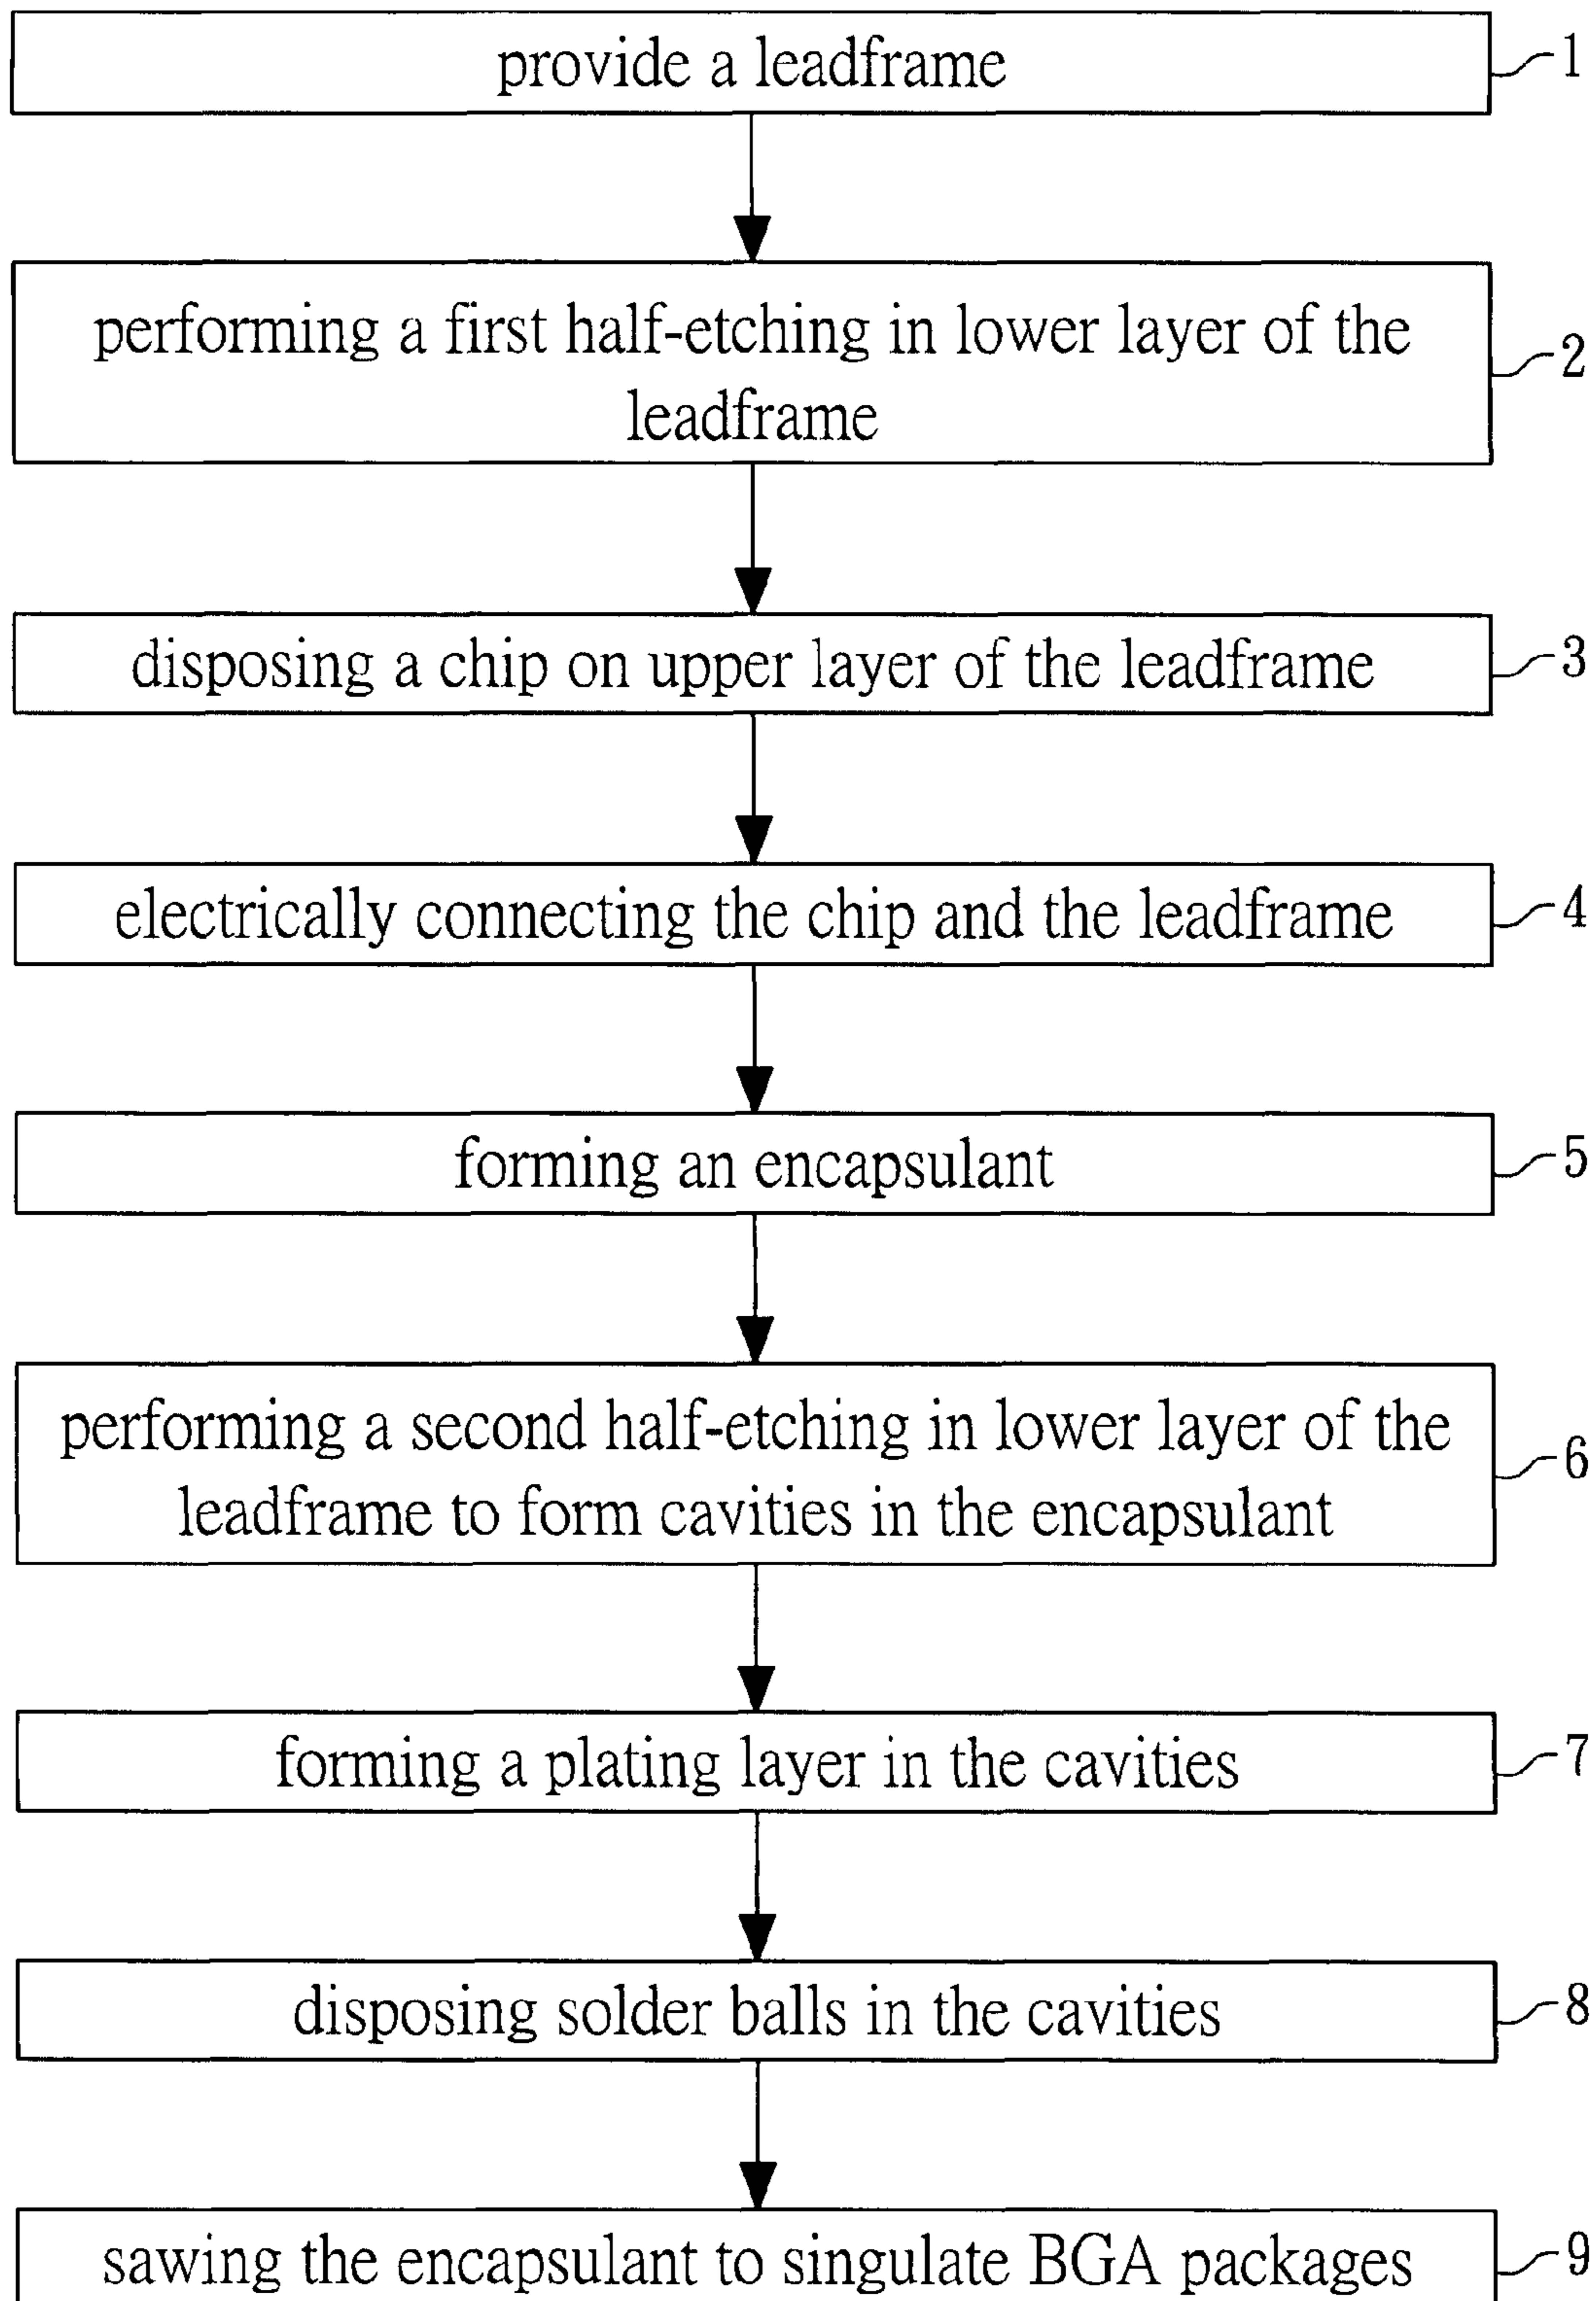 provide a leadframe
1
performing a first half-etching in lower layer of the
leadframe
2
disposing a chip on upper layer of the leadframe
3
electrically connecting the chip and the leadframe
4
forming an encapsulant
5
performing a second half-etching in lower layer of the
leadframe to form cavities in the encapsulant
6
forming a plating layer in the cavities
7
disposing solder balls in the cavities
8
sawing the encapsulant to singulate BGA packages
9